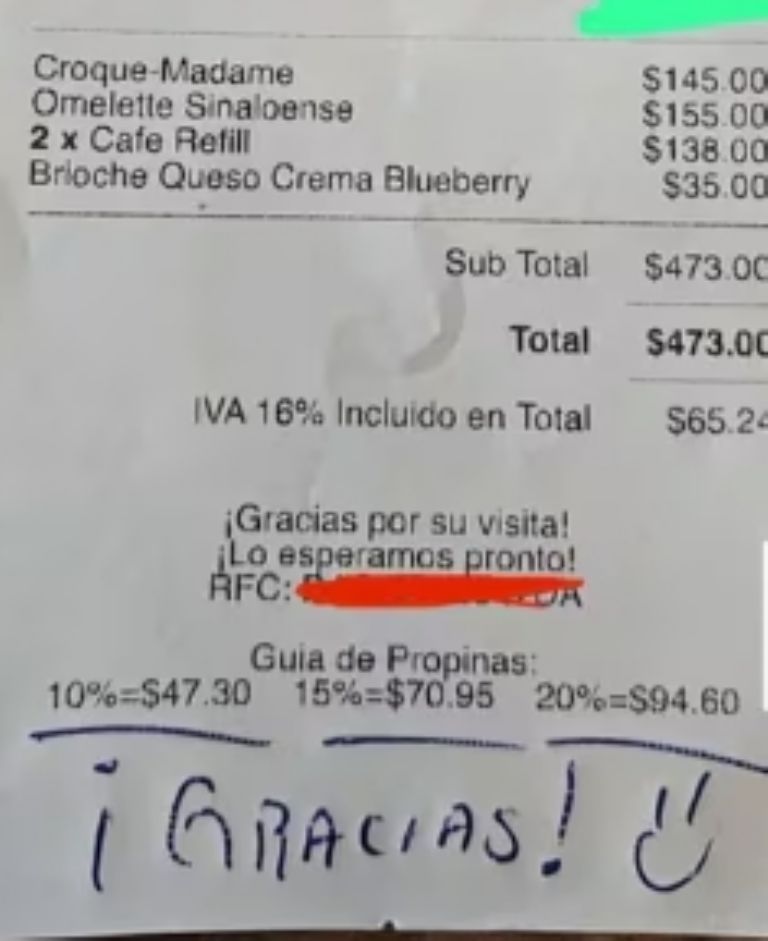 Croque-Madame $145.00
Omelette Sinaloense $155.00
2 x Cafe Refill $138.00
Brioche Queso Crema Blueberry $35.00
Sub Total $473.00
Total $473.00
IVA 16% Incluido en Total $65.24
¡Gracias por su visita!
¡Lo esperamos pronto!
RFC:
Guia de Propinas:
10%=$47.30 15%=$70.95 20%=$94.60
¡GRACIAS!